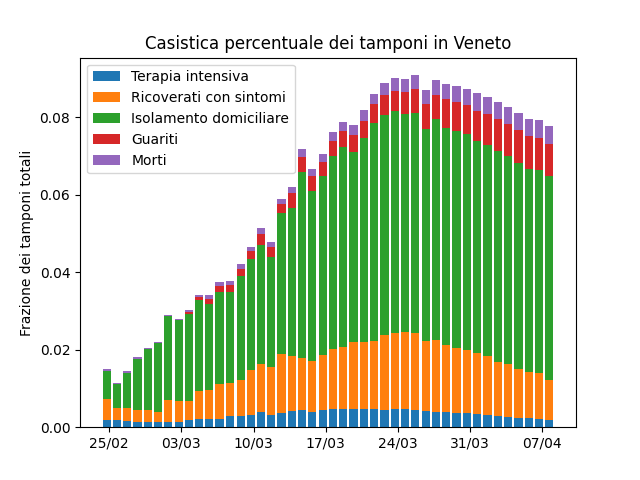 Casistica percentuale dei tamponi in Veneto
Terapia intensiva
Ricoverati con sintomi
Isolamento domiciliare
Guariti
Morti
Frazione dei tamponi totali
0.08
0.06
0.04
0.02
0.00
25/02 03/03 10/03 17/03 24/03 31/03 07/04